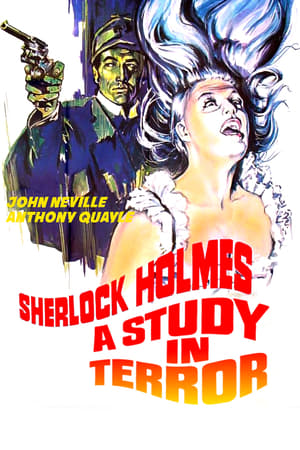 JOHN NEVILLE
ANTHONY QUAYLE
SHERLOCK HOLMES
A STUDY
IN
TERROR